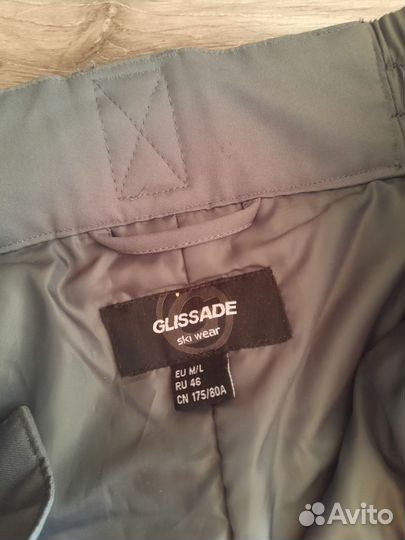 GLISSADE
ski wear
EU M/L
RU 46
CN 175/80A
Avito